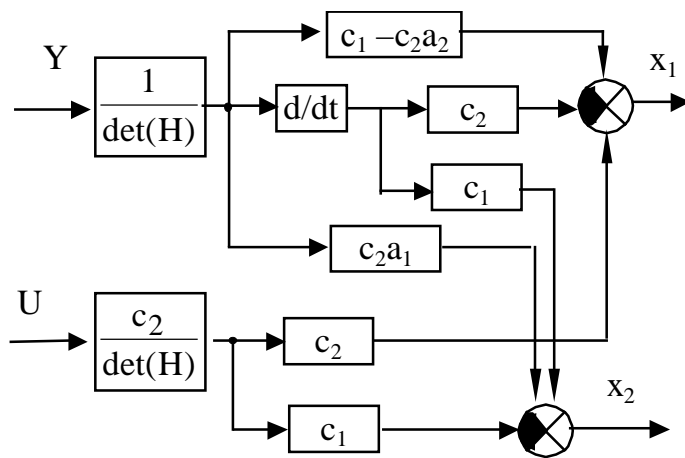 c₁ –c₂a₂
Y
x₁
1
det(H)
d/dt
c₂
c₁
c₂a₁
U
c₂
det(H)
c₂
x₂
c₁